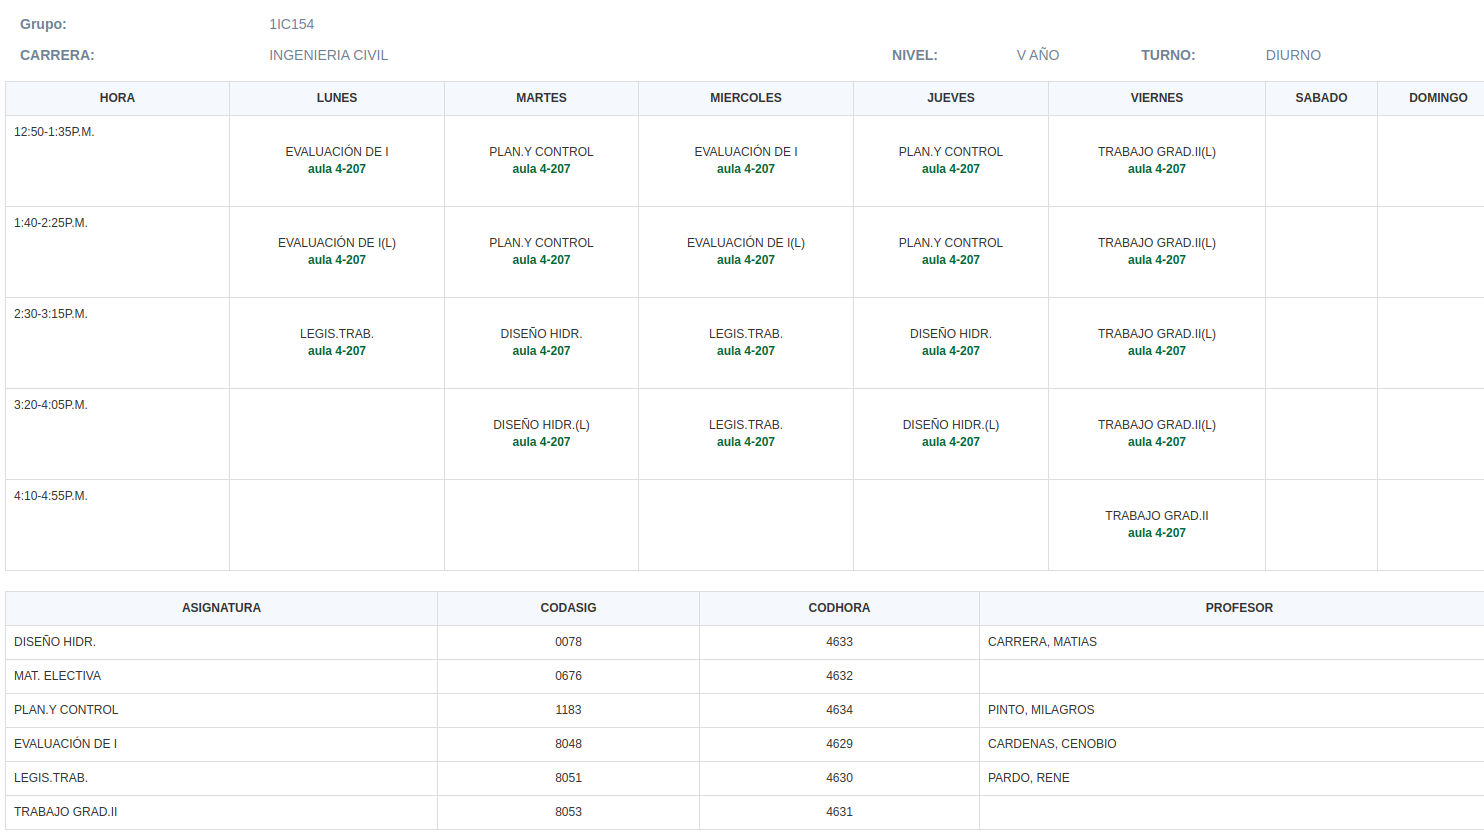 Grupo: 1IC154
CARRERA: INGENIERIA CIVIL NIVEL: V AÑO TURNO: DIURNO
HORA LUNES MARTES MIERCOLES JUEVES VIERNES SABADO DOMINGO
12:50-1:35P.M.
EVALUACIÓN DE I PLAN.Y CONTROL EVALUACIÓN DE I PLAN.Y CONTROL TRABAJO GRAD.II(L)
aula 4-207 aula 4-207 aula 4-207 aula 4-207 aula 4-207
1:40-2:25P.M.
EVALUACIÓN DE I(L) PLAN.Y CONTROL EVALUACIÓN DE I(L) PLAN.Y CONTROL TRABAJO GRAD.II(L)
aula 4-207 aula 4-207 aula 4-207 aula 4-207 aula 4-207
2:30-3:15P.M.
LEGIS.TRAB. DISEÑO HIDR. LEGIS.TRAB. DISEÑO HIDR. TRABAJO GRAD.II(L)
aula 4-207 aula 4-207 aula 4-207 aula 4-207 aula 4-207
3:20-4:05P.M.
DISEÑO HIDR.(L) LEGIS.TRAB. DISEÑO HIDR.(L) TRABAJO GRAD.II(L)
aula 4-207 aula 4-207 aula 4-207 aula 4-207
4:10-4:55P.M.
TRABAJO GRAD.II
aula 4-207
ASIGNATURA CODASIG CODHORA PROFESOR
DISEÑO HIDR. 0078 4633 CARRERA, MATIAS
MAT. ELECTIVA 0676 4632
PLAN.Y CONTROL 1183 4634 PINTO, MILAGROS
EVALUACIÓN DE I 8048 4629 CARDENAS, CENOBIO
LEGIS.TRAB. 8051 4630 PARDO, RENE
TRABAJO GRAD.II 8053 4631